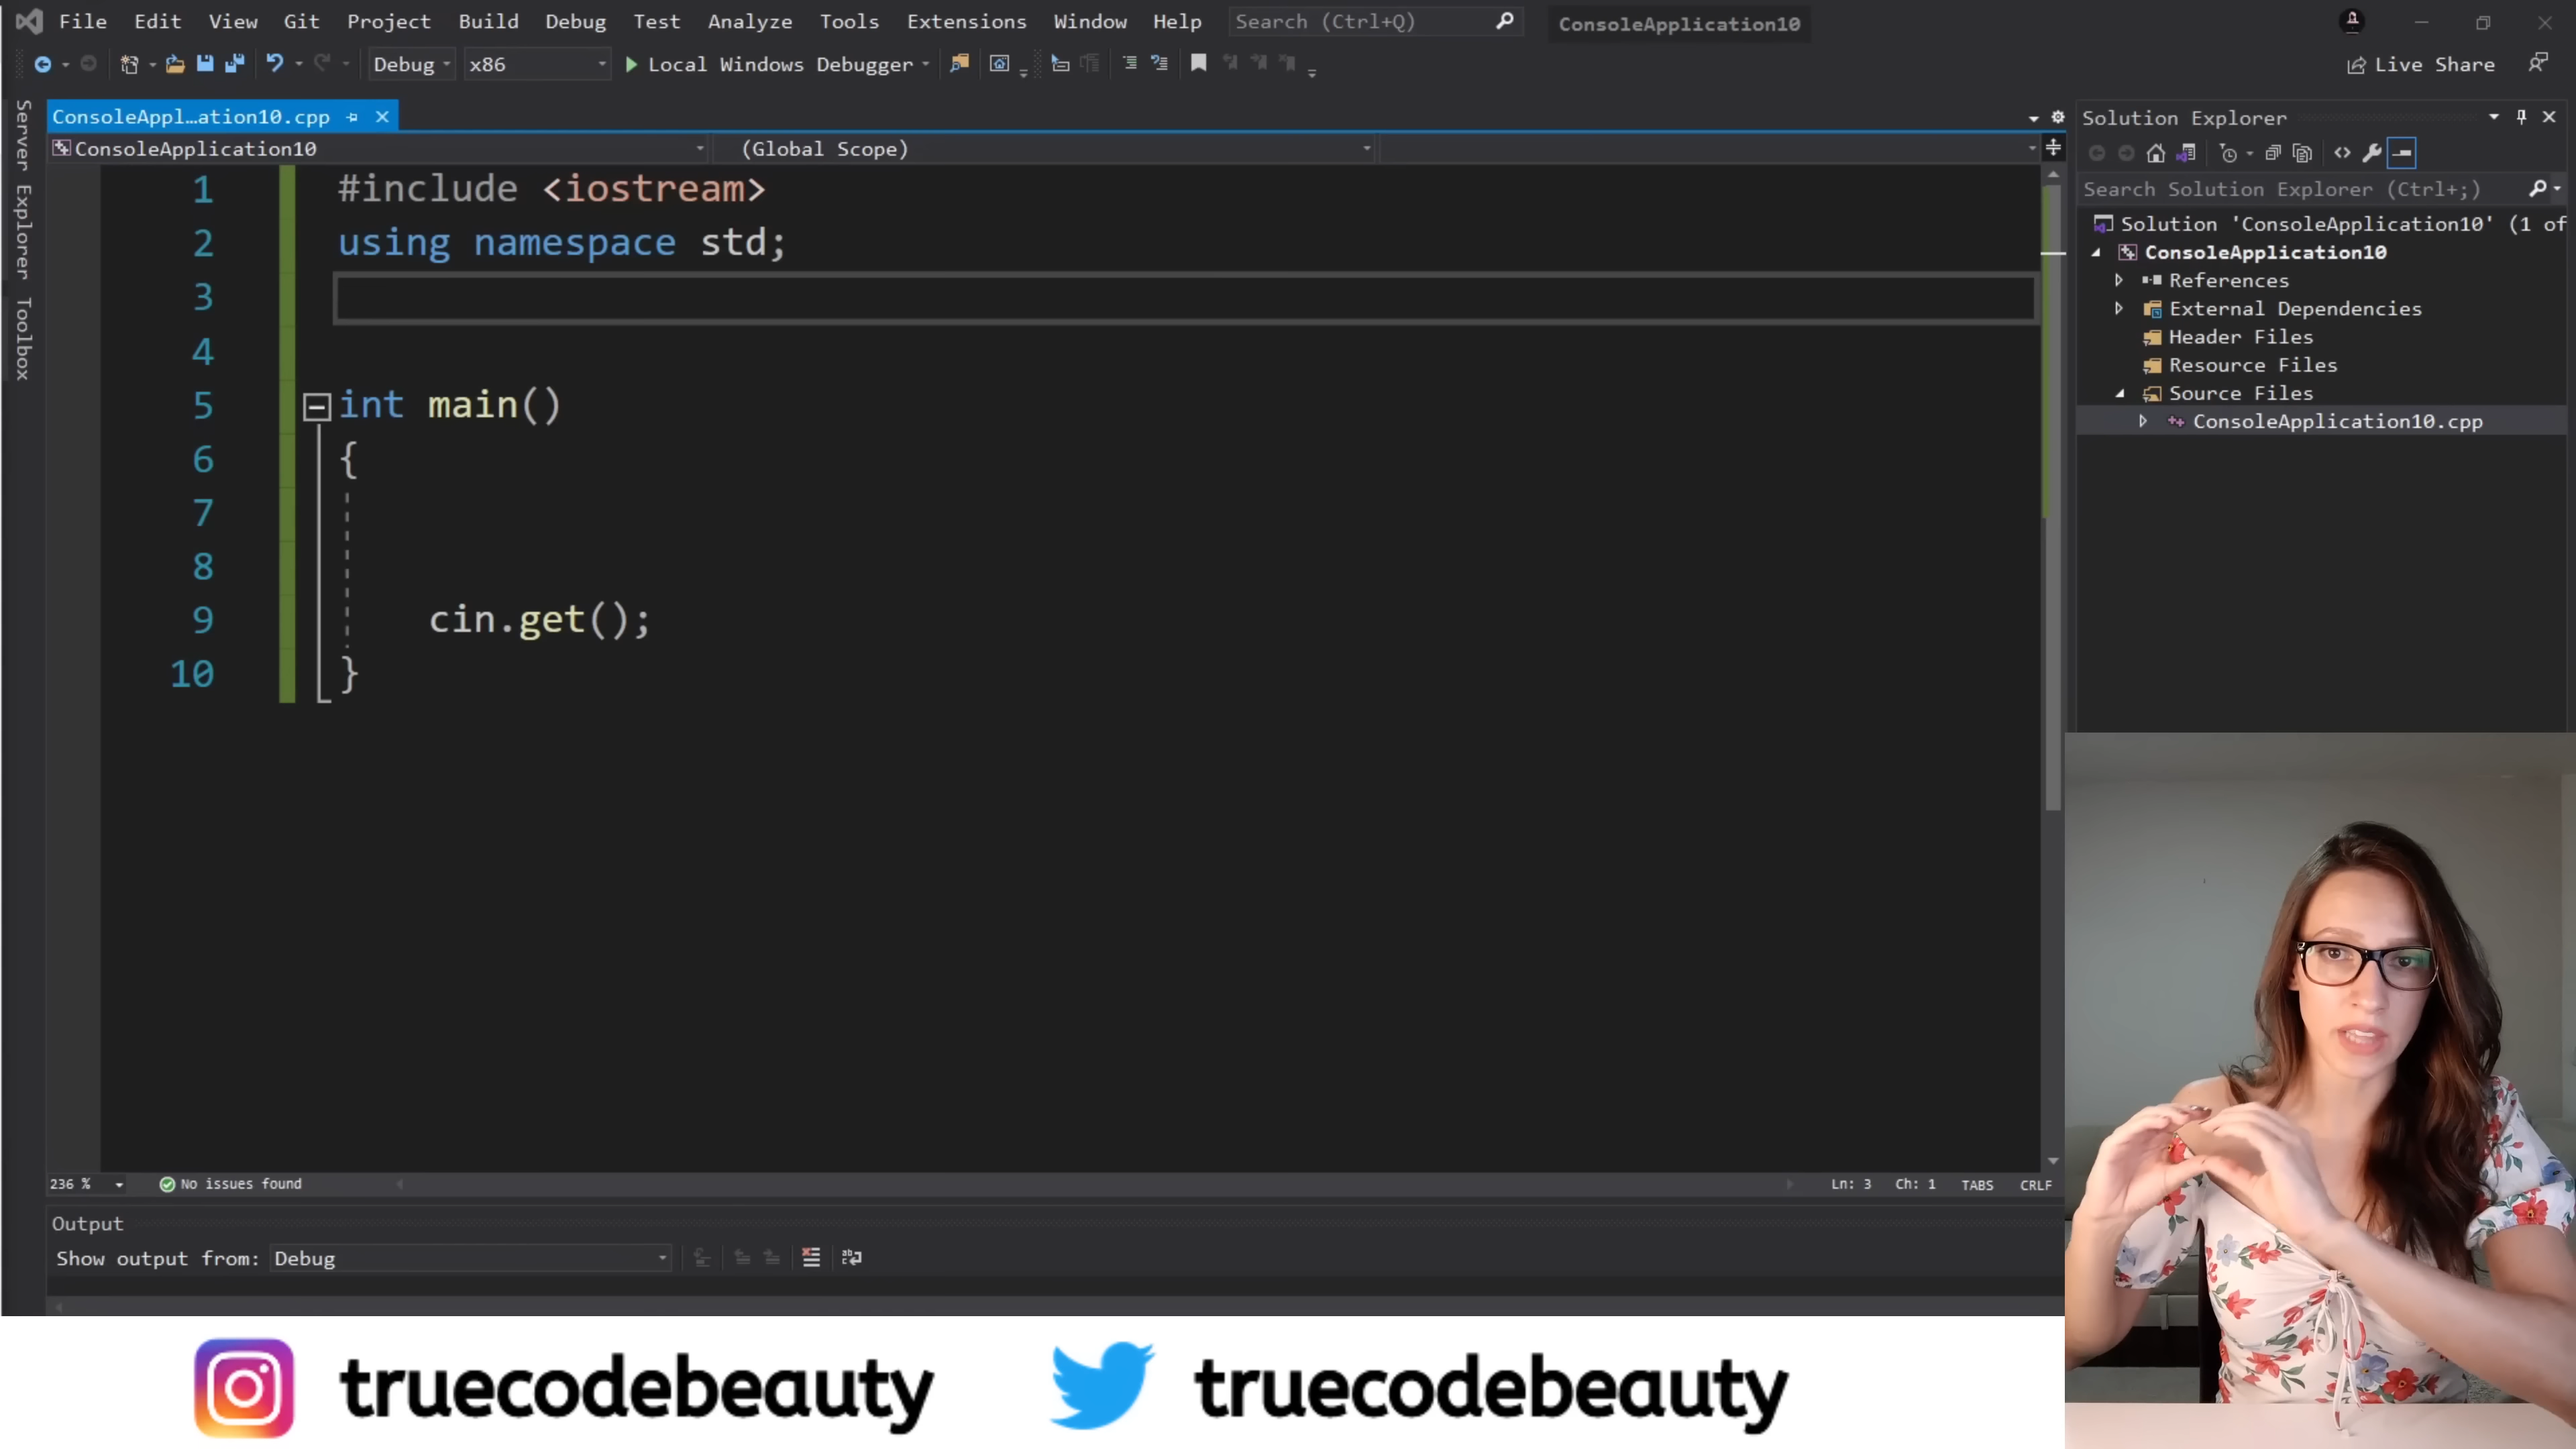 File Edit View Git Project Build Debug Test Analyze Tools Extensions Window Help Search (Ctrl+Q) ConsoleApplication10
Debug x86 Local Windows Debugger Live Share
Server Explorer
Toolbox
ConsoleAppl...ation10.cpp
ConsoleApplication10 (Global Scope)
1 #include <iostream>
2 using namespace std;
3
4
5 int main()
6 {
7
8
9 cin.get();
10 }
236 % No issues found Ln: 3 Ch: 1 TABS CRLF
Output
Show output from: Debug
Solution Explorer
Search Solution Explorer (Ctrl+;)
Solution 'ConsoleApplication10' (1 of
ConsoleApplication10
References
External Dependencies
Header Files
Resource Files
Source Files
ConsoleApplication10.cpp
truecodebeauty truecodebeauty